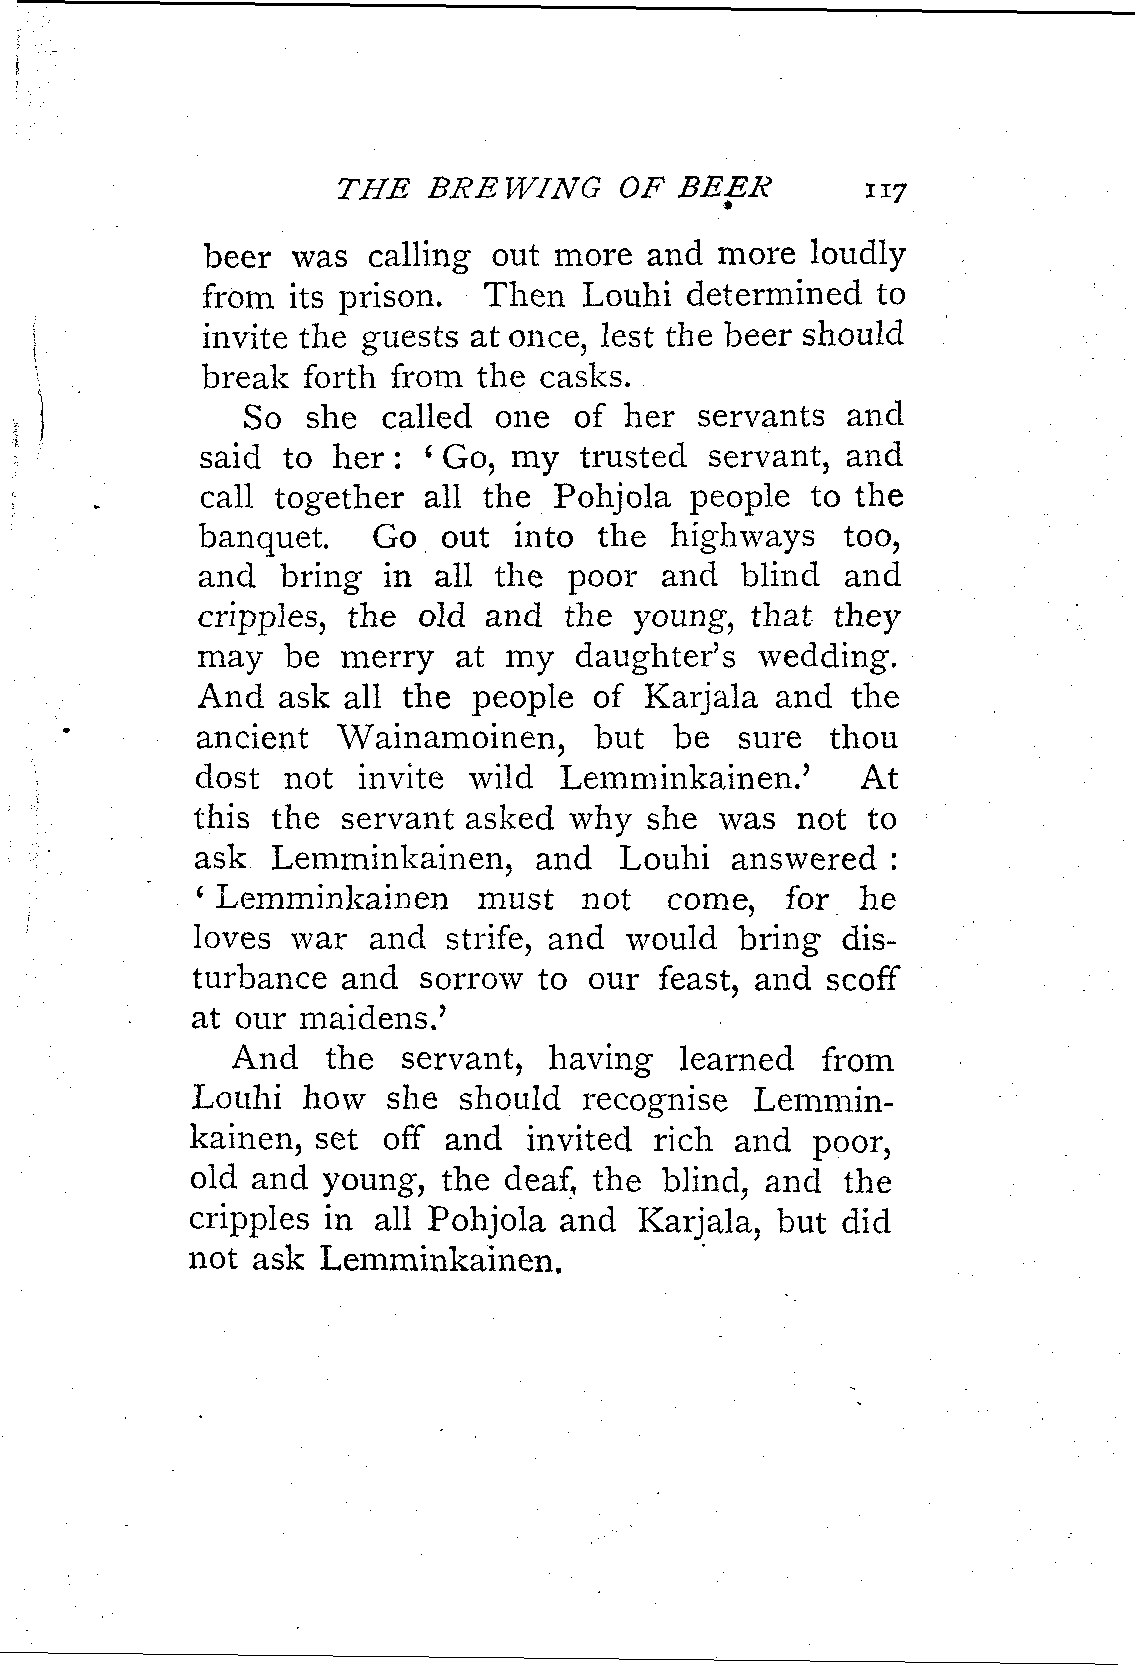 THE BREWING OF BEER 117
beer was calling out more and more loudly
from its prison. Then Louhi determined to
invite the guests at once, lest the beer should
break forth from the casks.
So she called one of her servants and
said to her : ‘ Go, my trusted servant, and
call together all the Pohjola people to the
banquet. Go out into the highways too,
and bring in all the poor and blind and
cripples, the old and the young, that they
may be merry at my daughter’s wedding.
And ask all the people of Karjala and the
ancient Wainamoinen, but be sure thou
dost not invite wild Lemminkainen.’ At
this the servant asked why she was not to
ask Lemminkainen, and Louhi answered :
‘ Lemminkainen must not come, for he
loves war and strife, and would bring dis-
turbance and sorrow to our feast, and scoff
at our maidens.’
And the servant, having learned from
Louhi how she should recognise Lemmin-
kainen, set off and invited rich and poor,
old and young, the deaf, the blind, and the
cripples in all Pohjola and Karjala, but did
not ask Lemminkainen.